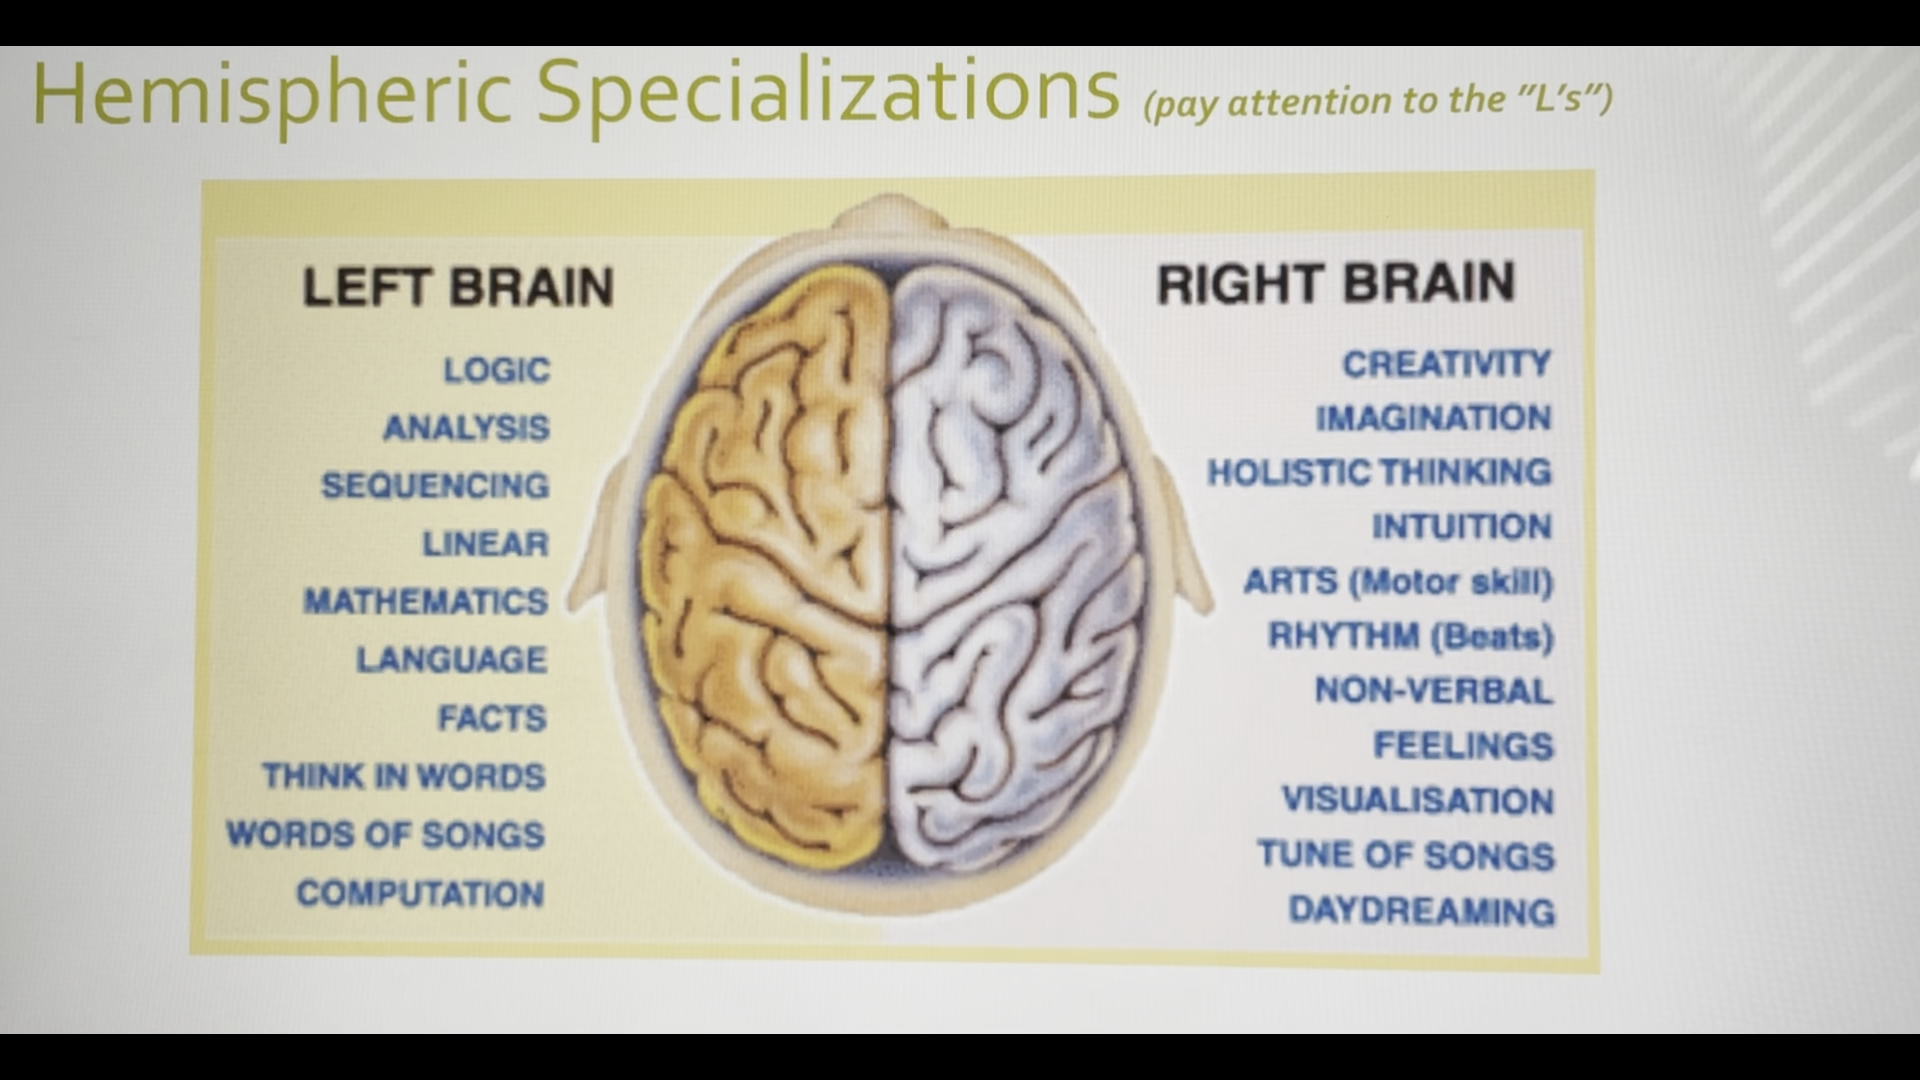 Hemispheric Specializations (pay attention to the "L's")
LEFT BRAIN
LOGIC
ANALYSIS
SEQUENCING
LINEAR
MATHEMATICS
LANGUAGE
FACTS
THINK IN WORDS
WORDS OF SONGS
COMPUTATION
RIGHT BRAIN
CREATIVITY
IMAGINATION
HOLISTIC THINKING
INTUITION
ARTS (Motor skill)
RHYTHM (Beats)
NON-VERBAL
FEELINGS
VISUALISATION
TUNE OF SONGS
DAYDREAMING